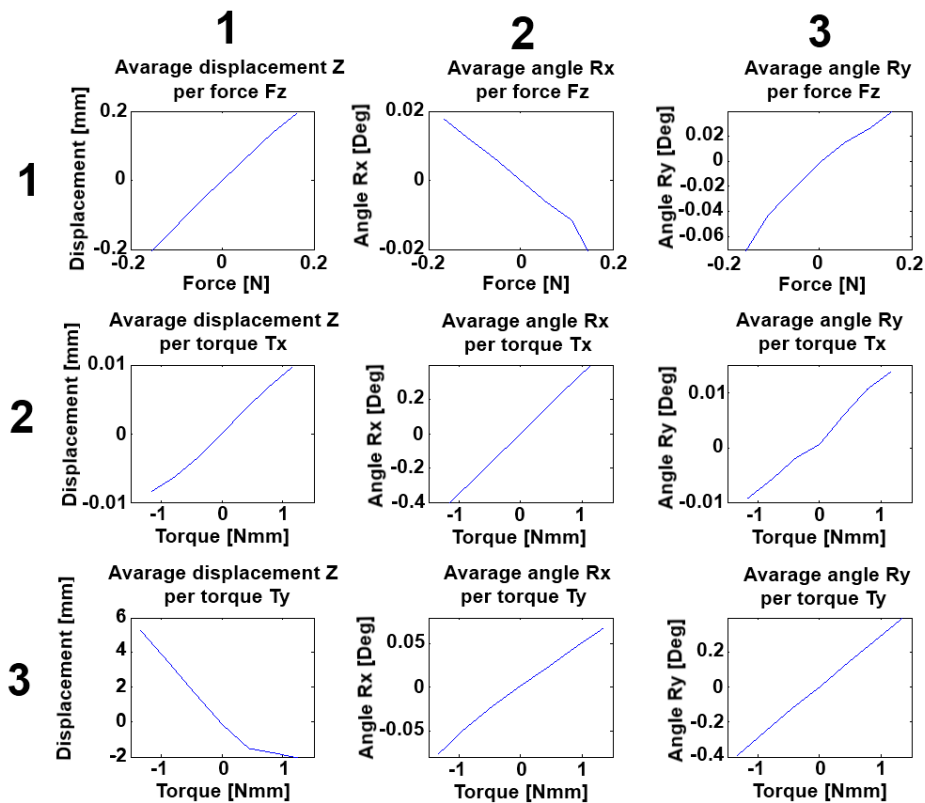 1
2
3
Avarage displacement Z
per force Fz
Avarage angle Rx
per force Fz
Avarage angle Ry
per force Fz
1
Displacement [mm]
0.2
0
-0.2
-0.2
0
0.2
Force [N]
Angle Rx [Deg]
0.02
0
-0.02
-0.2
0
0.2
Force [N]
Angle Ry [Deg]
0.02
0
-0.02
-0.04
-0.06
-0.2
0
0.2
Force [N]
Avarage displacement Z
per torque Tx
Avarage angle Rx
per torque Tx
Avarage angle Ry
per torque Tx
2
Displacement [mm]
0.01
0
-0.01
-1
0
1
Torque [Nmm]
Angle Rx [Deg]
0.2
0
-0.2
-0.4
-1
0
1
Torque [Nmm]
Angle Ry [Deg]
0.01
0
-0.01
-1
0
1
Torque [Nmm]
Avarage displacement Z
per torque Ty
Avarage angle Rx
per torque Ty
Avarage angle Ry
per torque Ty
3
Displacement [mm]
6
4
2
0
-2
-1
0
1
Torque [Nmm]
Angle Rx [Deg]
0.05
0
-0.05
-1
0
1
Torque [Nmm]
Angle Ry [Deg]
0.2
0
-0.2
-0.4
-1
0
1
Torque [Nmm]